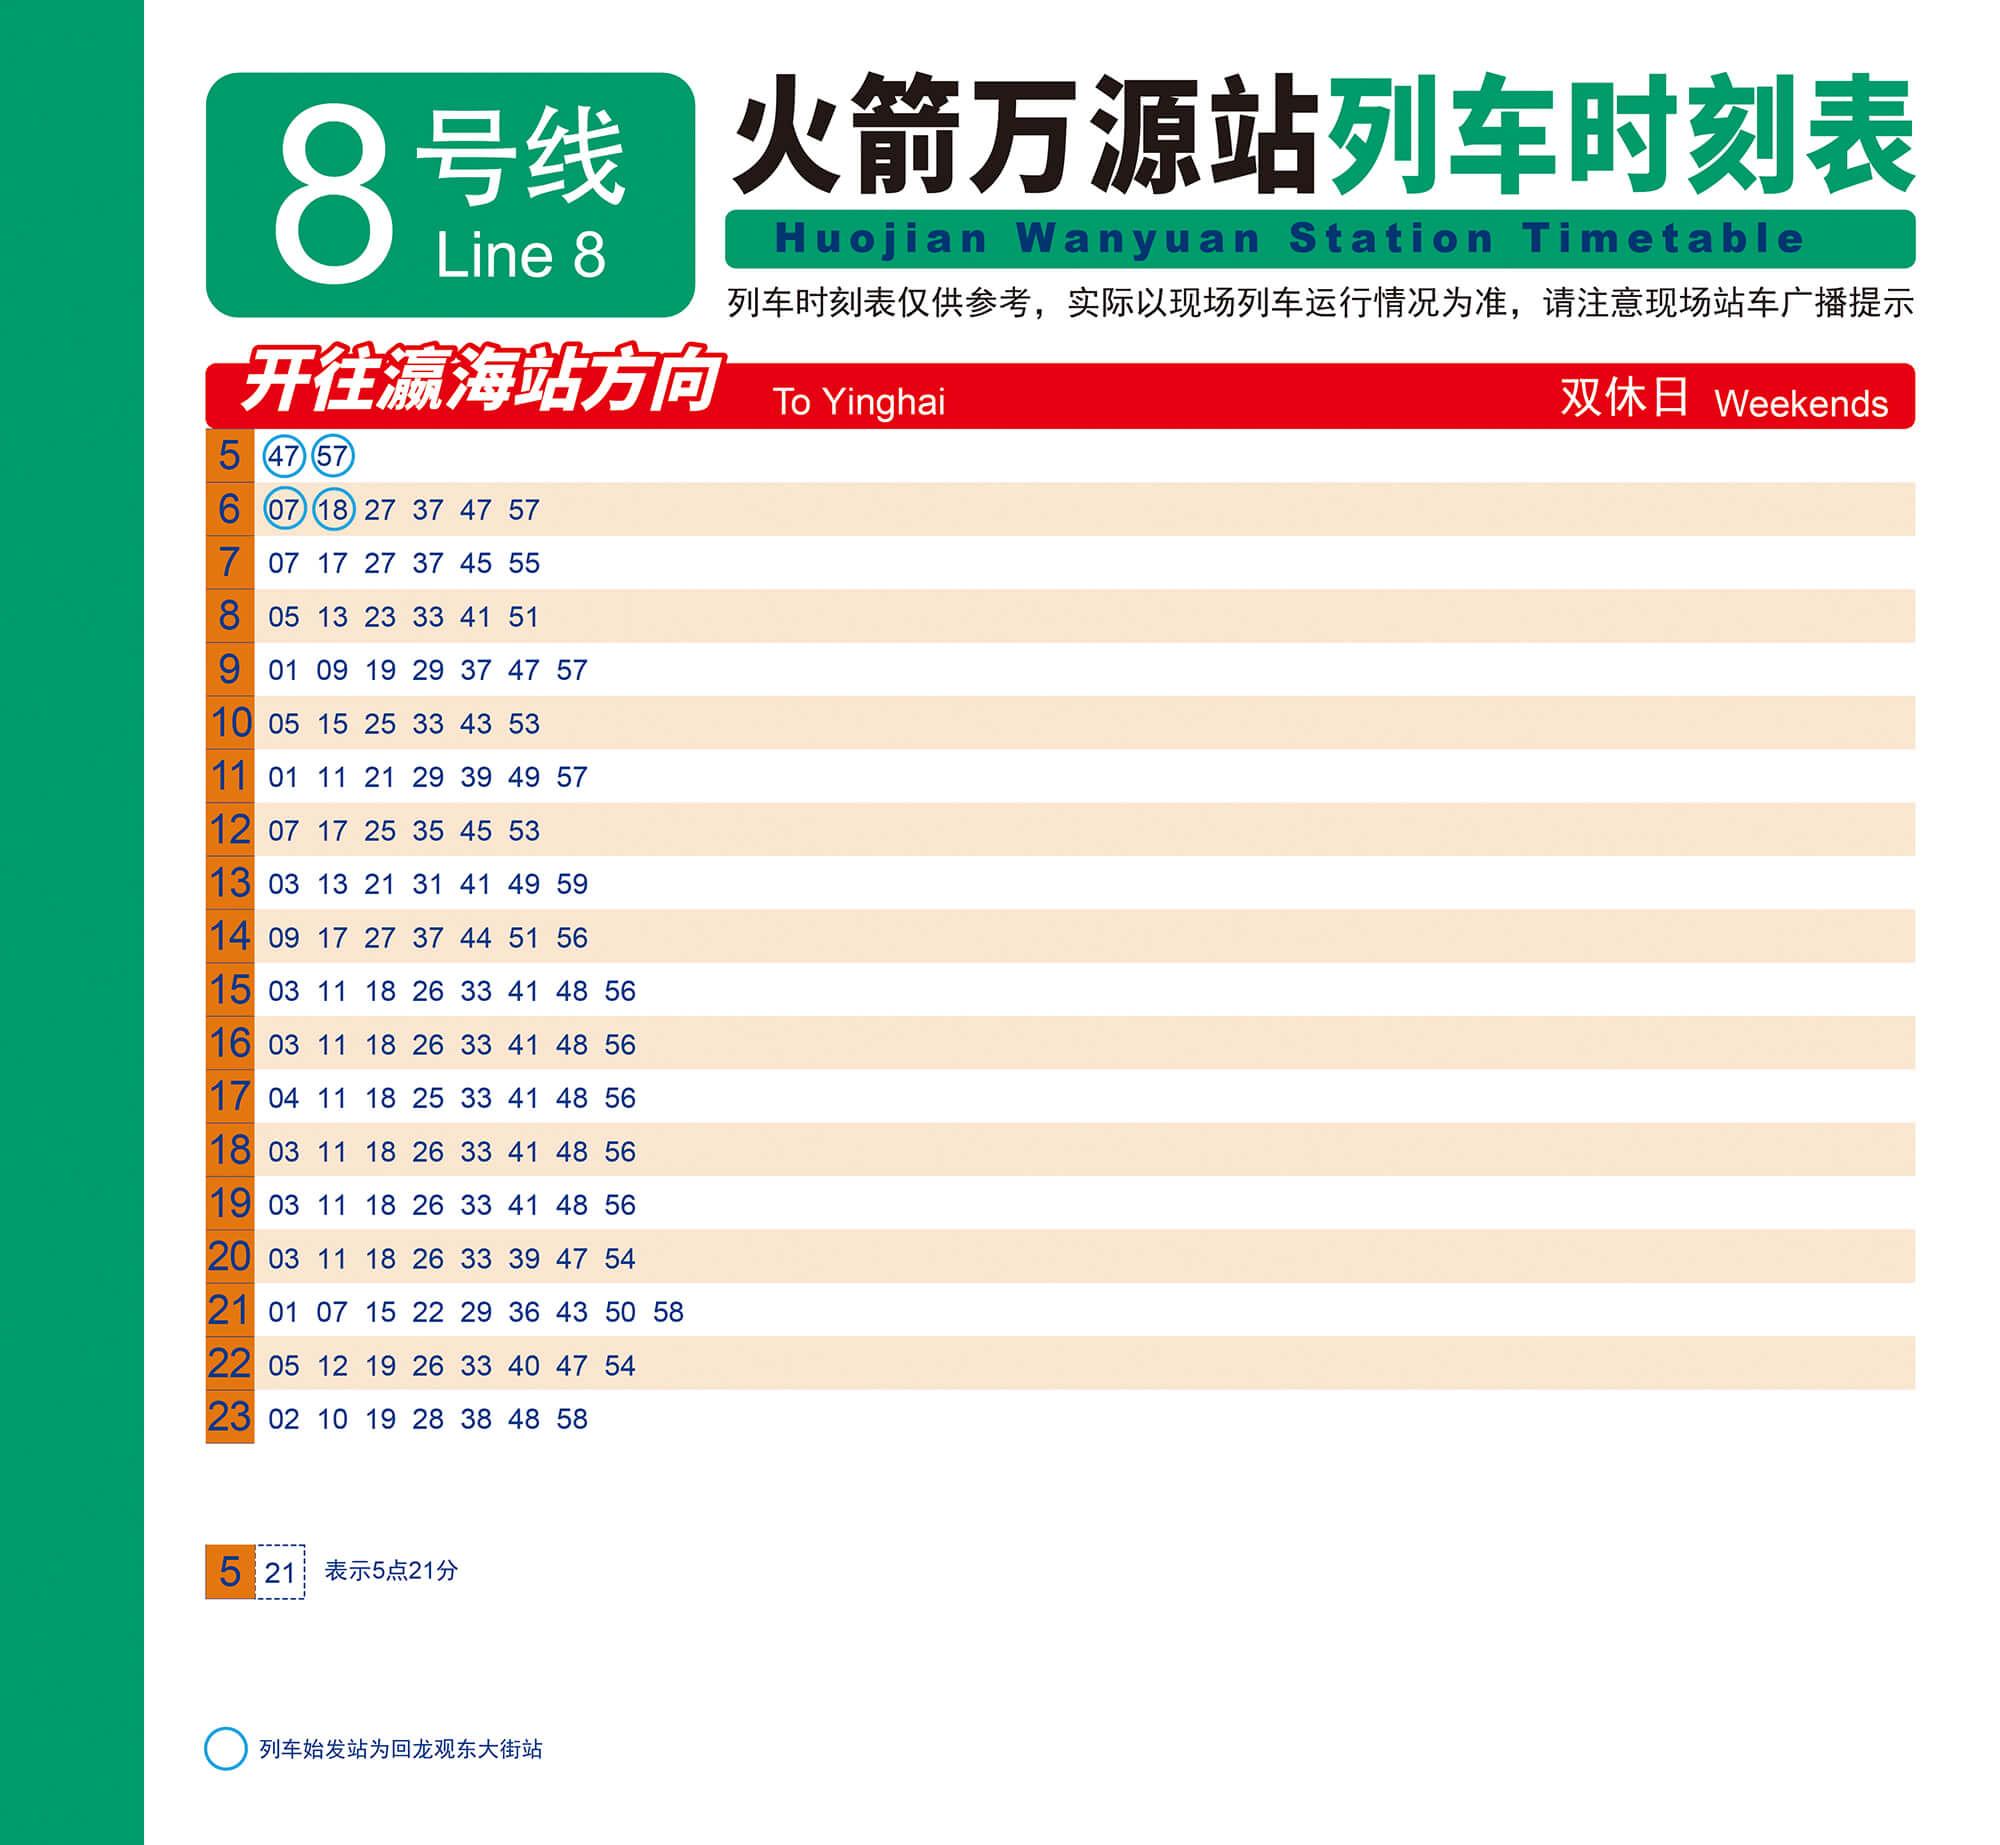 8号线
Line 8
火箭万源站列车时刻表
Huojian Wanyuan Station Timetable
列车时刻表仅供参考，实际以现场列车运行情况为准，请注意现场站车广播提示
开往瀛海站方向 To Yinghai 双休日 Weekends
5 47 57
6 07 18 27 37 47 57
7 07 17 27 37 45 55
8 05 13 23 33 41 51
9 01 09 19 29 37 47 57
10 05 15 25 33 43 53
11 01 11 21 29 39 49 57
12 07 17 25 35 45 53
13 03 13 21 31 41 49 59
14 09 17 27 37 44 51 56
15 03 11 18 26 33 41 48 56
16 03 11 18 26 33 41 48 56
17 04 11 18 25 33 41 48 56
18 03 11 18 26 33 41 48 56
19 03 11 18 26 33 41 48 56
20 03 11 18 26 33 39 47 54
21 01 07 15 22 29 36 43 50 58
22 05 12 19 26 33 40 47 54
23 02 10 19 28 38 48 58
5 21 表示5点21分
列车始发站为回龙观东大街站